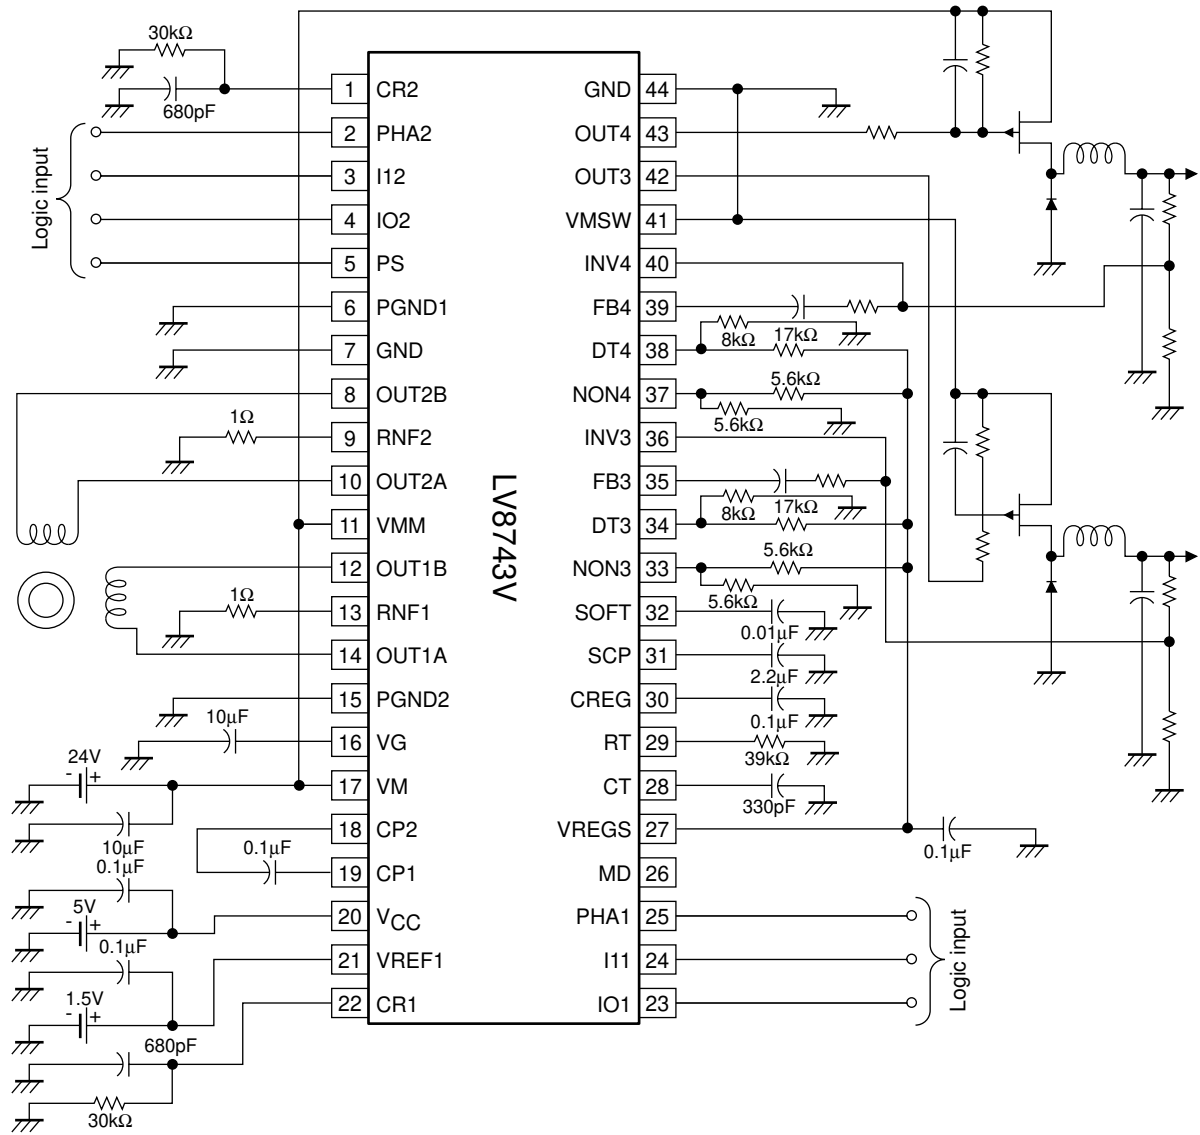 30kΩ
680pF
Logic input
1 CR2
2 PHA2
3 I12
4 IO2
5 PS
6 PGND1
7 GND
8 OUT2B
1Ω
9 RNF2
10 OUT2A
11 VMM
12 OUT1B
1Ω
13 RNF1
14 OUT1A
15 PGND2
10µF
16 VG
24V
- +
17 VM
10µF
18 CP2
0.1µF
19 CP1
0.1µF
5V
- +
20 VCC
0.1µF
21 VREF1
1.5V
- +
22 CR1
680pF
30kΩ
LV8743V
GND 44
OUT4 43
OUT3 42
VMSW 41
INV4 40
FB4 39
8kΩ
17kΩ
DT4 38
5.6kΩ
NON4 37
5.6kΩ
INV3 36
FB3 35
8kΩ
17kΩ
DT3 34
5.6kΩ
NON3 33
5.6kΩ
SOFT 32
0.01µF
SCP 31
2.2µF
CREG 30
0.1µF
RT 29
39kΩ
CT 28
330pF
VREGS 27
0.1µF
MD 26
PHA1 25
I11 24
IO1 23
Logic input